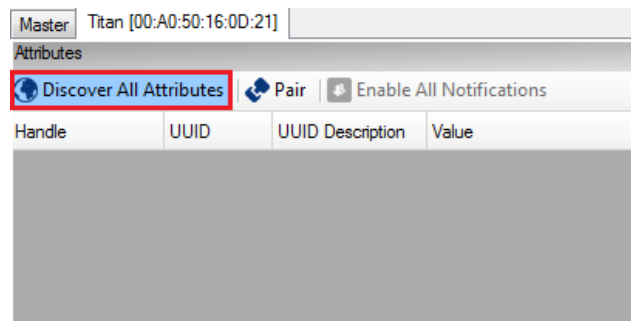 Master Titan [00:A0:50:16:0D:21]
Attributes
Discover All Attributes Pair Enable All Notifications
Handle UUID UUID Description Value